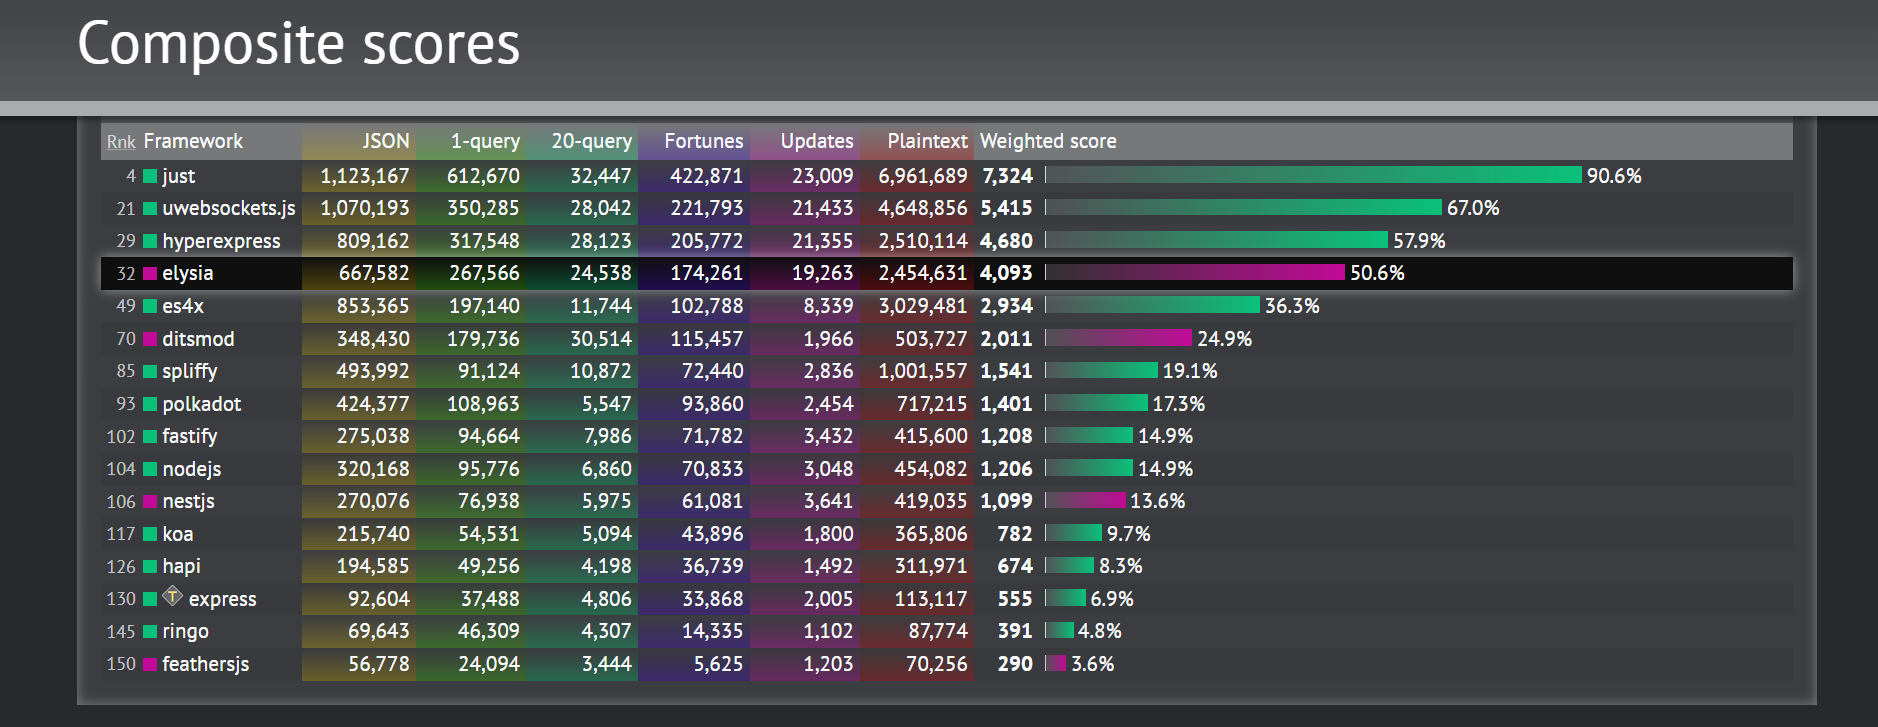 Composite scores
Rnk Framework JSON 1-query 20-query Fortunes Updates Plaintext Weighted score
4 just 1,123,167 612,670 32,447 422,871 23,009 6,961,689 7,324 90.6%
21 uwebsockets.js 1,070,193 350,285 28,042 221,793 21,433 4,648,856 5,415 67.0%
29 hyperexpress 809,162 317,548 28,123 205,772 21,355 2,510,114 4,680 57.9%
32 elysia 667,582 267,566 24,538 174,261 19,263 2,454,631 4,093 50.6%
49 es4x 853,365 197,140 11,744 102,788 8,339 3,029,481 2,934 36.3%
70 ditsmod 348,430 179,736 30,514 115,457 1,966 503,727 2,011 24.9%
85 spliffy 493,992 91,124 10,872 72,440 2,836 1,001,557 1,541 19.1%
93 polkadot 424,377 108,963 5,547 93,860 2,454 717,215 1,401 17.3%
102 fastify 275,038 94,664 7,986 71,782 3,432 415,600 1,208 14.9%
104 nodejs 320,168 95,776 6,860 70,833 3,048 454,082 1,206 14.9%
106 nestjs 270,076 76,938 5,975 61,081 3,641 419,035 1,099 13.6%
117 koa 215,740 54,531 5,094 43,896 1,800 365,806 782 9.7%
126 hapi 194,585 49,256 4,198 36,739 1,492 311,971 674 8.3%
130 T express 92,604 37,488 4,806 33,868 2,005 113,117 555 6.9%
145 ringo 69,643 46,309 4,307 14,335 1,102 87,774 391 4.8%
150 feathersjs 56,778 24,094 3,444 5,625 1,203 70,256 290 3.6%